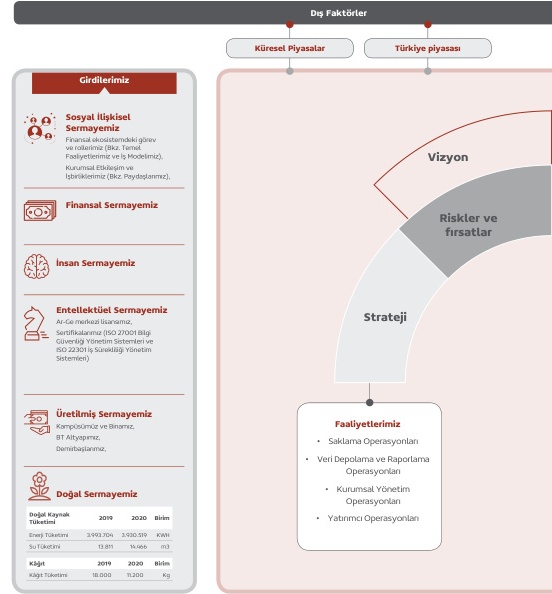 Dış Faktörler
Küresel Piyasalar
Türkiye piyasası
Girdilerimiz
Sosyal İlişkisel
Sermayemiz
Finansal ekosistemdeki görev
ve rollerimiz (Bkz. Temel
Faaliyetlerimiz ve İş Modelimiz),
Kurumsal Etkileşim ve
İşbirliklerimiz (Bkz. Paydaşlarımız),
Finansal Sermayemiz
İnsan Sermayemiz
Entellektüel Sermayemiz
Ar-Ge merkezi lisansımız,
Sertifikalarımız (ISO 27001 Bilgi
Güvenliği Yönetim Sistemleri ve
ISO 22301 İş Sürekliliği Yönetim
Sistemleri)
Üretilmiş Sermayemiz
Kampüsümüz ve Binamız,
BT Altyapımız,
Demirbaşlarımız,
Doğal Sermayemiz
Doğal Kaynak
Tüketimi 2019 2020 Birim
Enerji Tüketimi 3.993.704 3.930.519 KWH
Su Tüketimi 13.811 14.466 m3
Kâğıt 2019 2020 Birim
Kâğıt Tüketimi 18.000 11.200 Kg
Vizyon
Riskler ve
fırsatlar
Strateji
Faaliyetlerimiz
• Saklama Operasyonları
• Veri Depolama ve Raporlama
Operasyonları
• Kurumsal Yönetim
Operasyonları
• Yatırımcı Operasyonları